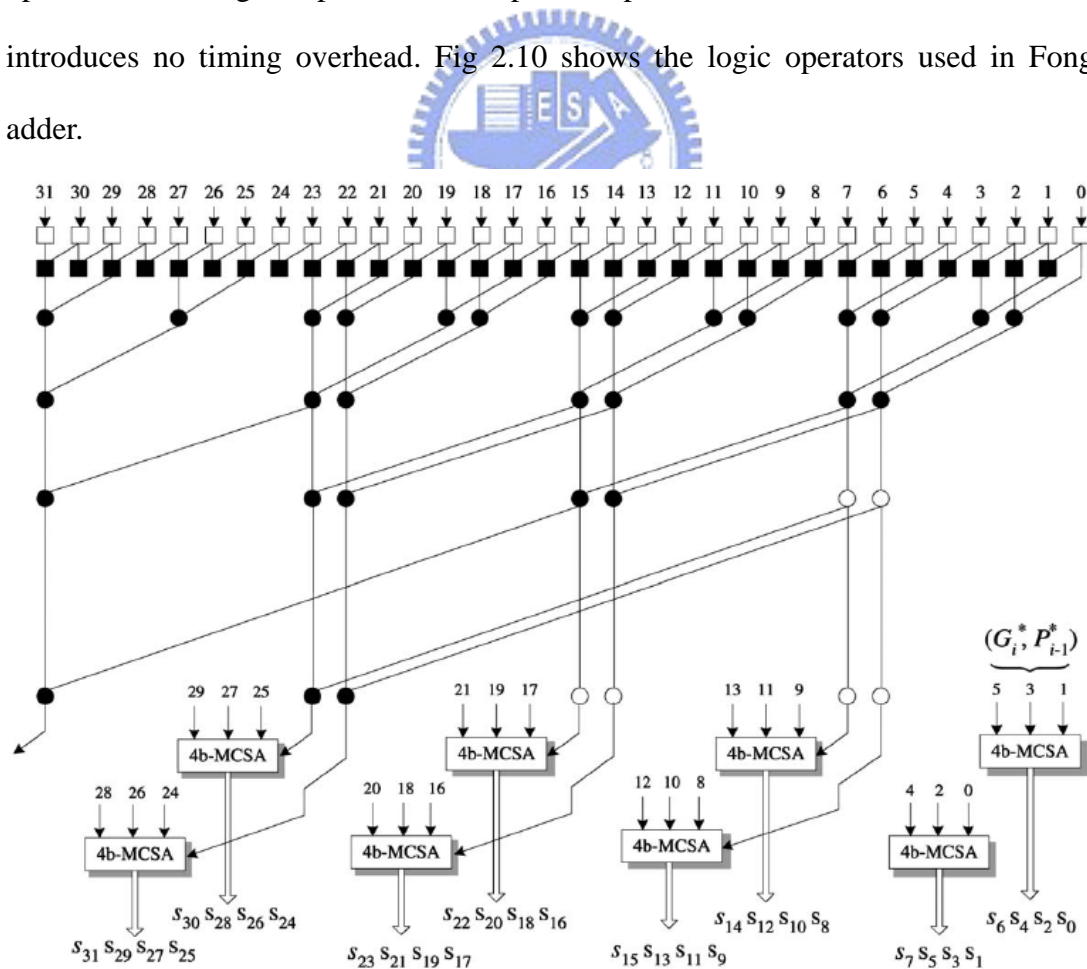 introduces no timing overhead. Fig 2.10 shows the logic operators used in Fong
adder.
E S A
31 30 29 28 27 26 25 24 23 22 21 20 19 18 17 16 15 14 13 12 11 10 9 8 7 6 5 4 3 2 1 0
(G*i, P*i-1)
29 27 25
21 19 17
13 11 9
5 3 1
4b-MCSA
4b-MCSA
4b-MCSA
4b-MCSA
28 26 24
20 18 16
12 10 8
4 2 0
4b-MCSA
4b-MCSA
4b-MCSA
4b-MCSA
s30 s28 s26 s24
s22 s20 s18 s16
s14 s12 s10 s8
s6 s4 s2 s0
s31 s29 s27 s25
s23 s21 s19 s17
s15 s13 s11 s9
s7 s5 s3 s1